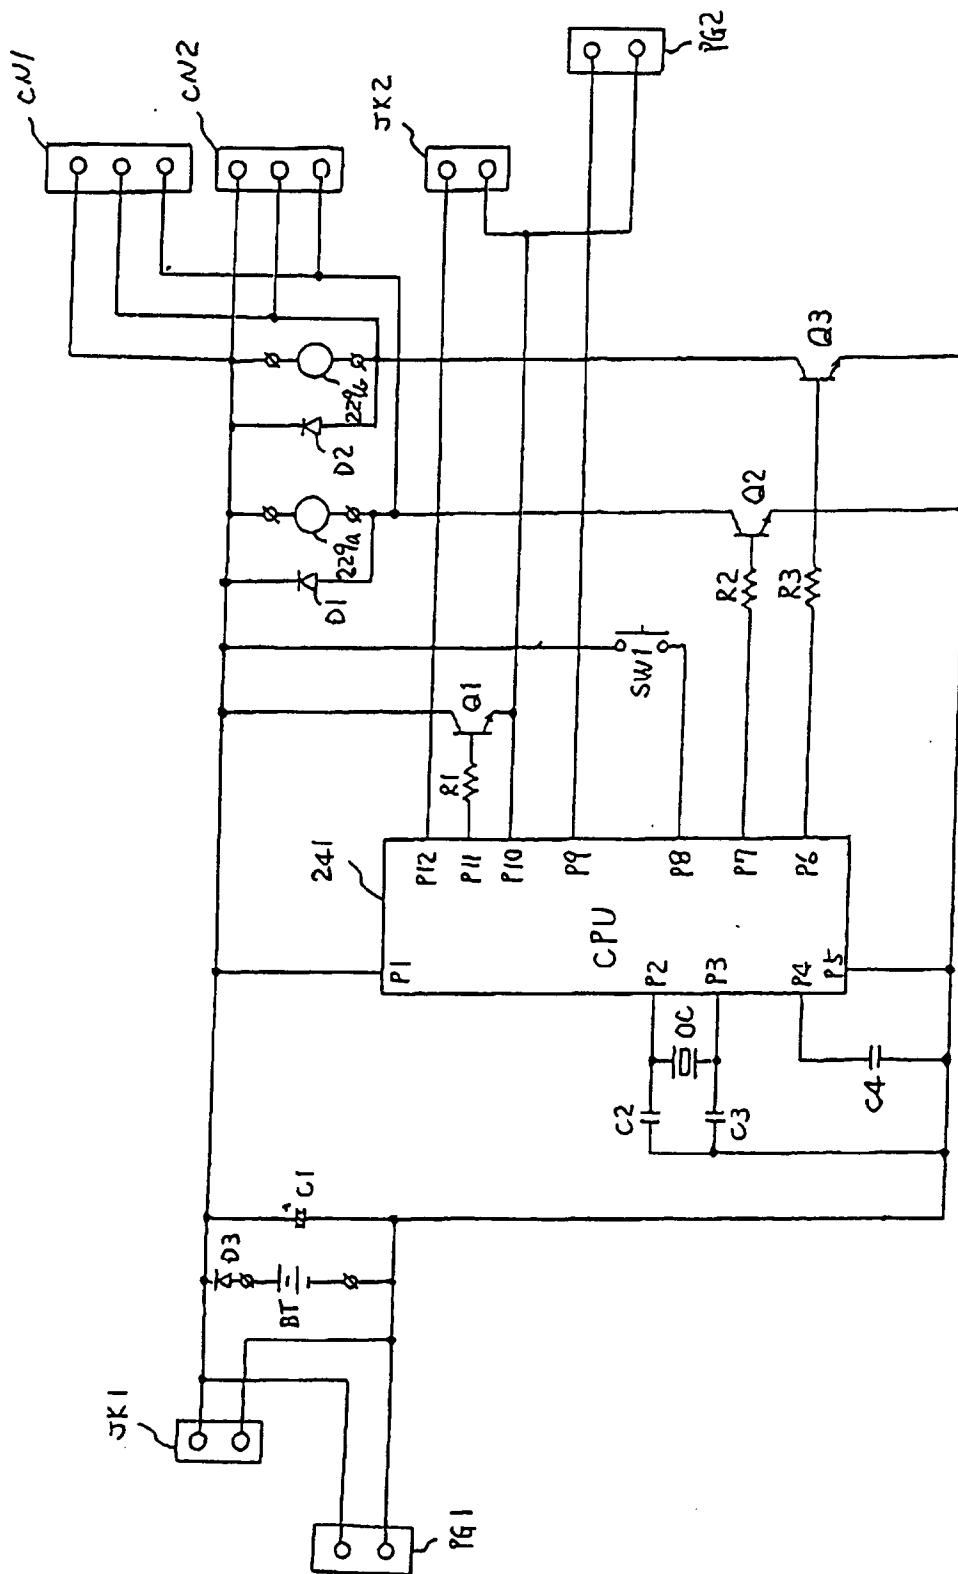 CN1
CN2
JK2
PG2
229b
D2
229a
D1
Q3
Q2
R2
R3
SW1
Q1
R1
241
P12
P11
P10
P9
P8
P7
P6
P1
CPU
P2
P3
P4
P5
OC
C2
C3
C4
C1
D3
BT
JK1
PG1